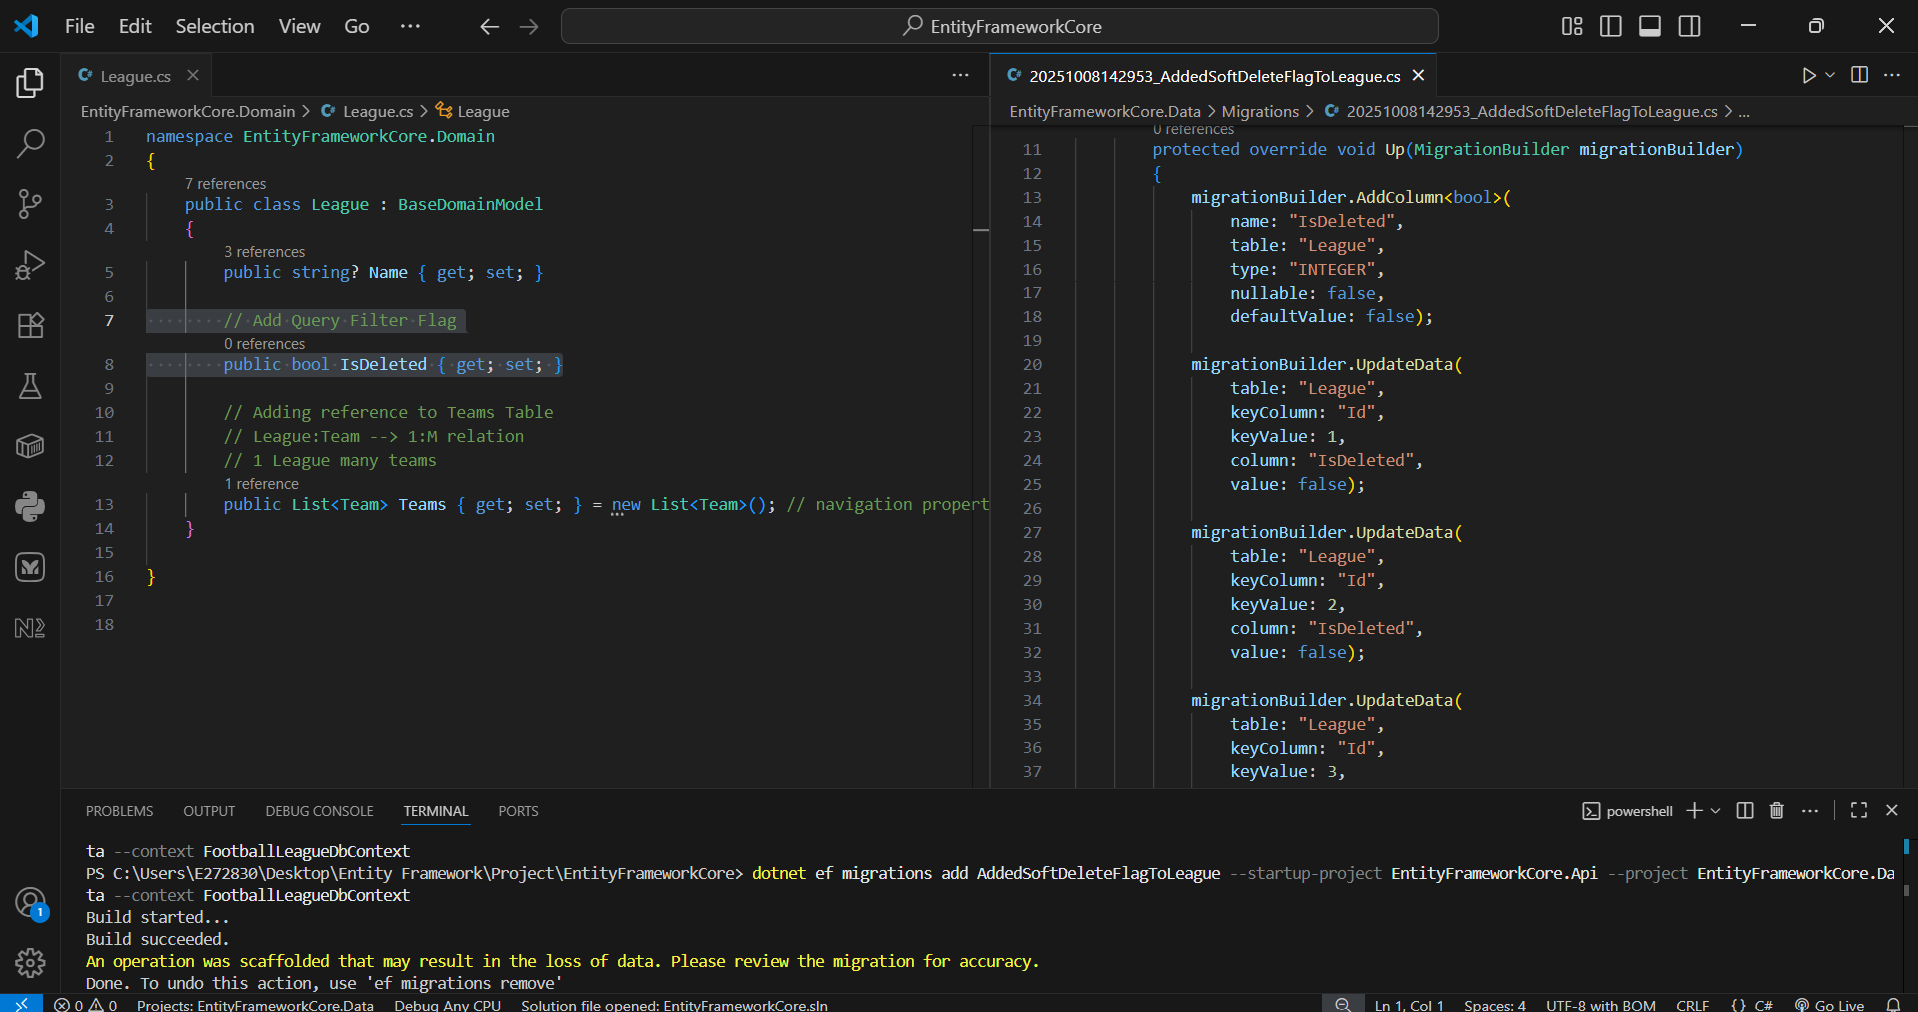 File Edit Selection View Go ··· EntityFrameworkCore
League.cs
EntityFrameworkCore.Domain > League.cs > League
1 namespace EntityFrameworkCore.Domain
2 {
7 references
3 public class League : BaseDomainModel
4 {
3 references
5 public string? Name { get; set; }
6
7 // Add Query Filter Flag
0 references
8 public bool IsDeleted { get; set; }
9
10 // Adding reference to Teams Table
11 // League:Team --> 1:M relation
12 // 1 League many teams
1 reference
13 public List<Team> Teams { get; set; } = new List<Team>(); // navigation propert
14 }
15
16 }
17
18
20251008142953_AddedSoftDeleteFlagToLeague.cs
EntityFrameworkCore.Data > Migrations > 20251008142953_AddedSoftDeleteFlagToLeague.cs > ...
0 references
11 protected override void Up(MigrationBuilder migrationBuilder)
12 {
13 migrationBuilder.AddColumn<bool>(
14 name: "IsDeleted",
15 table: "League",
16 type: "INTEGER",
17 nullable: false,
18 defaultValue: false);
19
20 migrationBuilder.UpdateData(
21 table: "League",
22 keyColumn: "Id",
23 keyValue: 1,
24 column: "IsDeleted",
25 value: false);
26
27 migrationBuilder.UpdateData(
28 table: "League",
29 keyColumn: "Id",
30 keyValue: 2,
31 column: "IsDeleted",
32 value: false);
33
34 migrationBuilder.UpdateData(
35 table: "League",
36 keyColumn: "Id",
37 keyValue: 3,
PROBLEMS OUTPUT DEBUG CONSOLE TERMINAL PORTS powershell
ta --context FootballLeagueDbContext
PS C:\Users\E272830\Desktop\Entity Framework\Project\EntityFrameworkCore> dotnet ef migrations add AddedSoftDeleteFlagToLeague --startup-project EntityFrameworkCore.Api --project EntityFrameworkCore.Da
ta --context FootballLeagueDbContext
Build started...
Build succeeded.
An operation was scaffolded that may result in the loss of data. Please review the migration for accuracy.
Done. To undo this action, use 'ef migrations remove'
1
0 0 Projects: EntityFrameworkCore.Data Debug Any CPU Solution file opened: EntityFrameworkCore.sln Ln 1, Col 1 Spaces: 4 UTF-8 with BOM CRLF {} C# Go Live